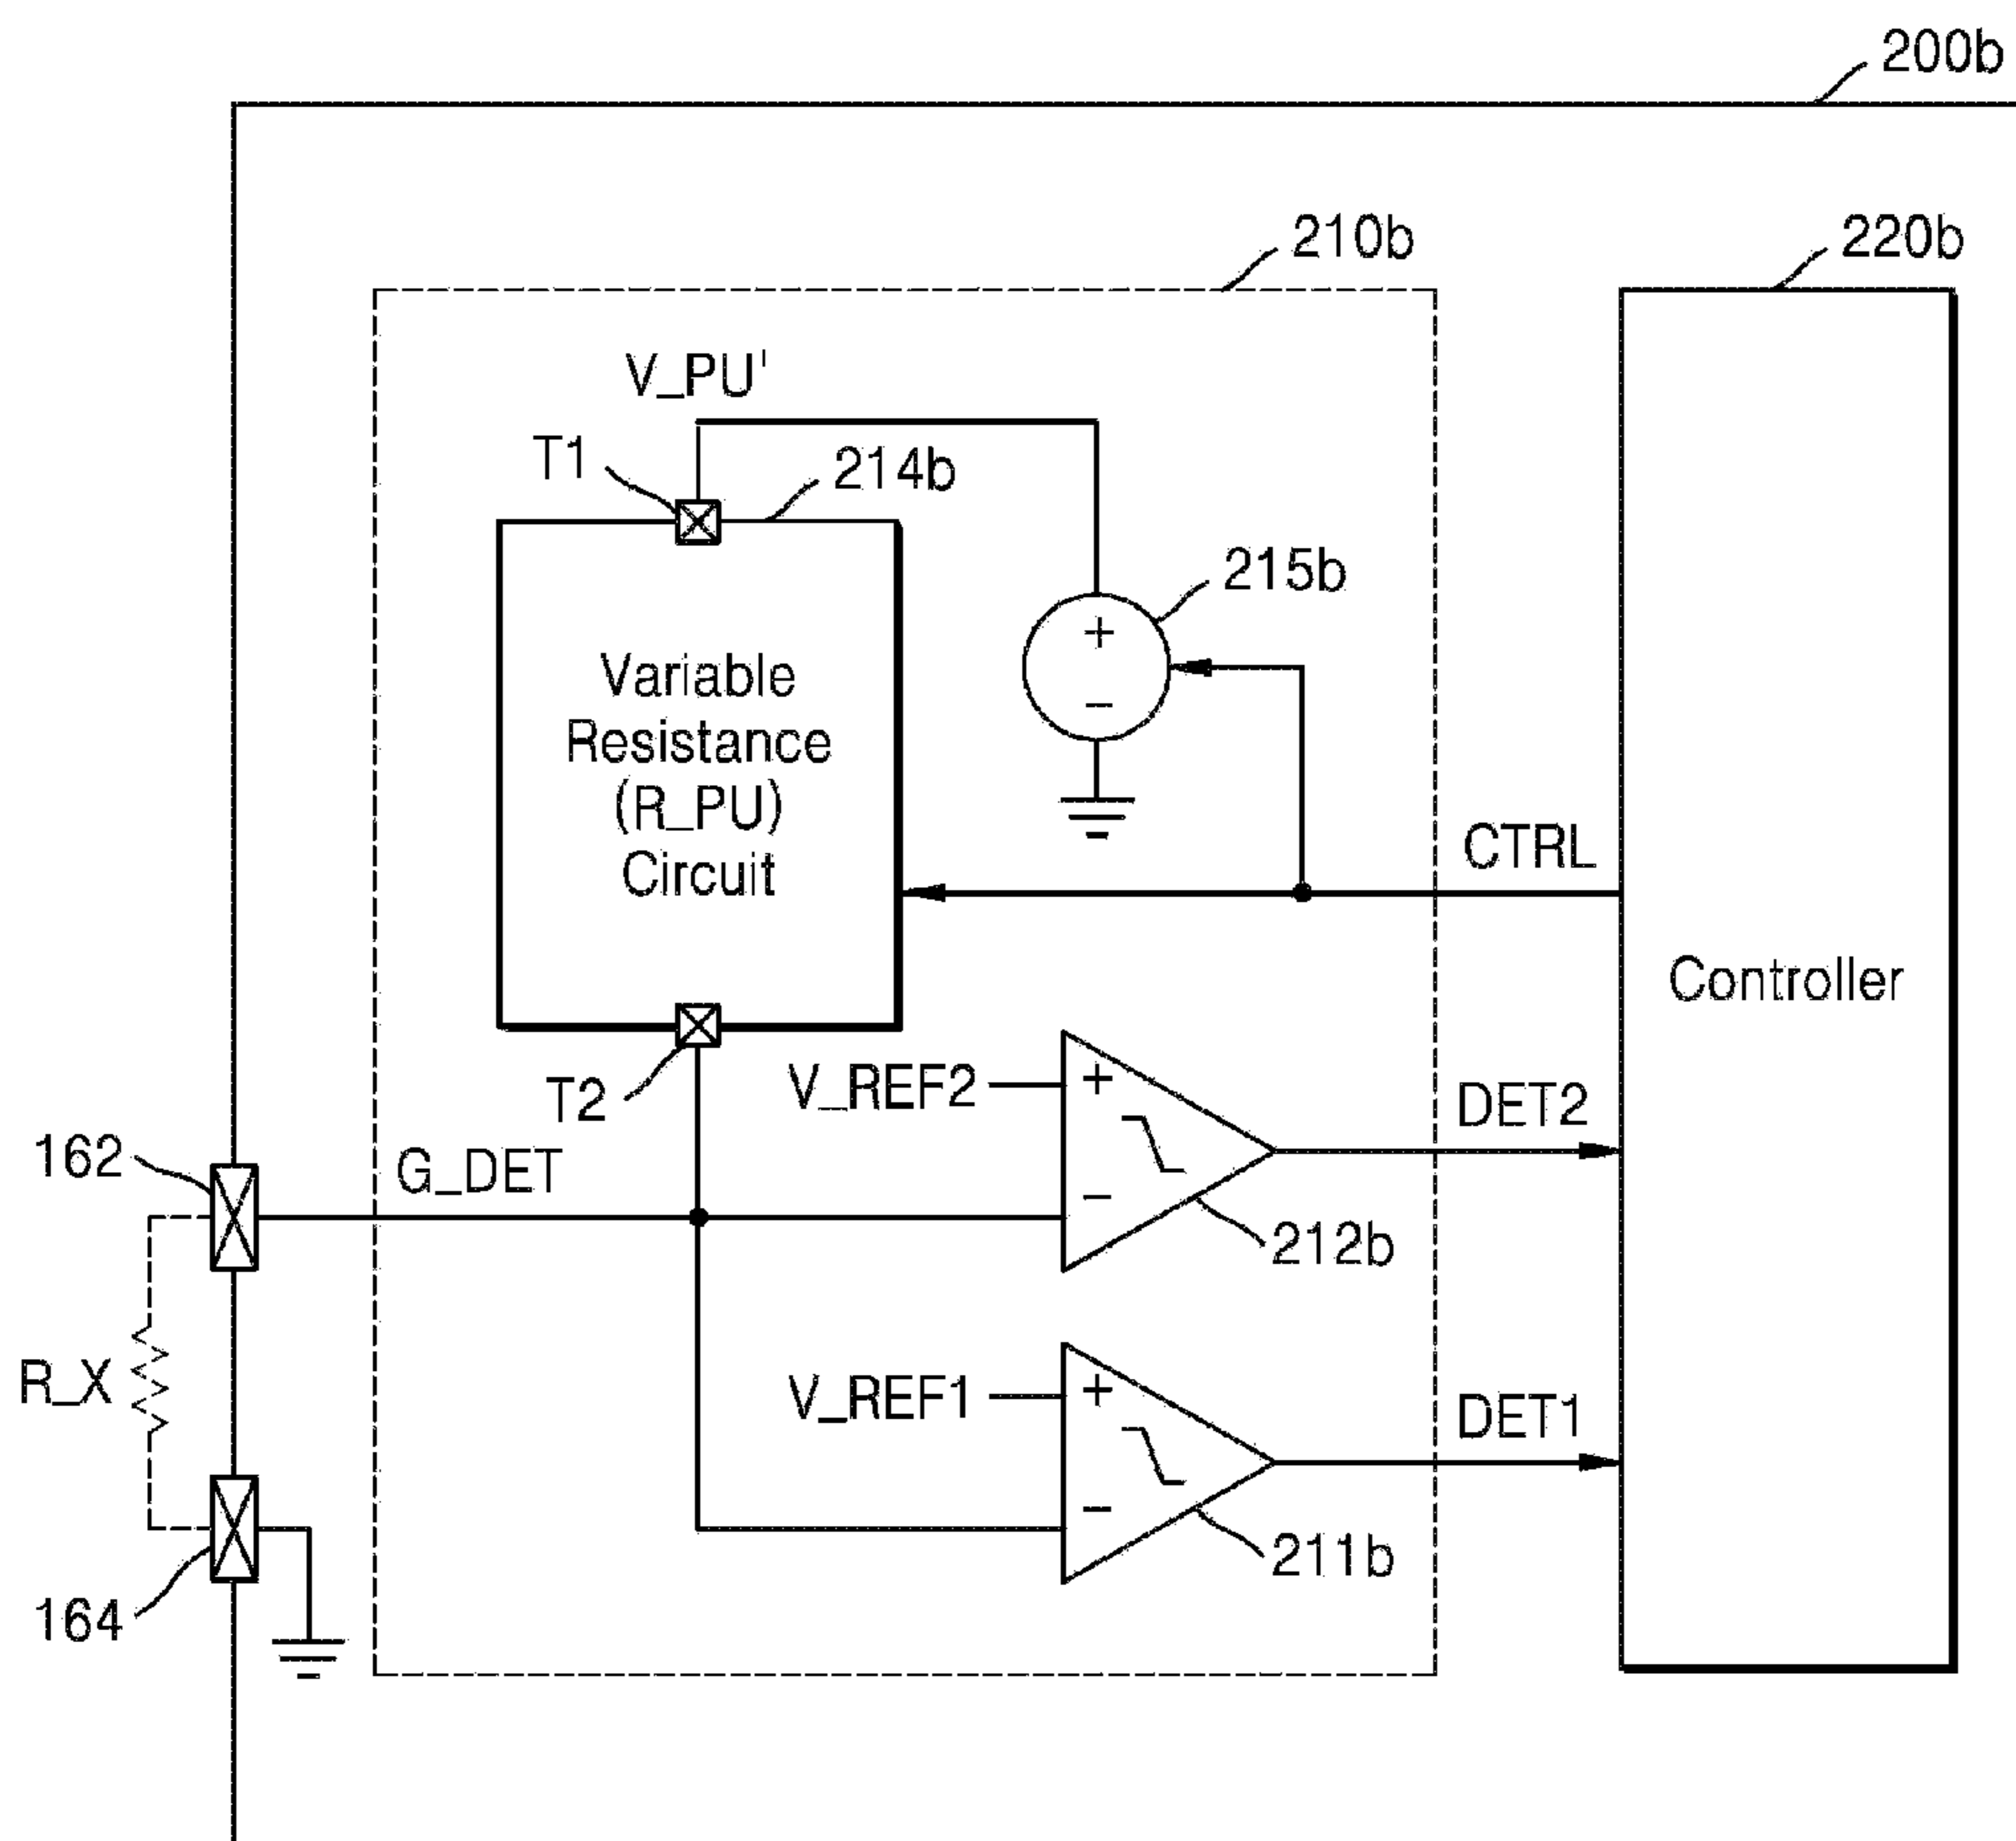 200b
210b
220b
V_PU'
T1
214b
215b
+
−
Variable
Resistance
(R_PU)
Circuit
CTRL
Controller
T2
V_REF2
+
−
DET2
162
G_DET
212b
R_X
V_REF1
+
−
DET1
211b
164